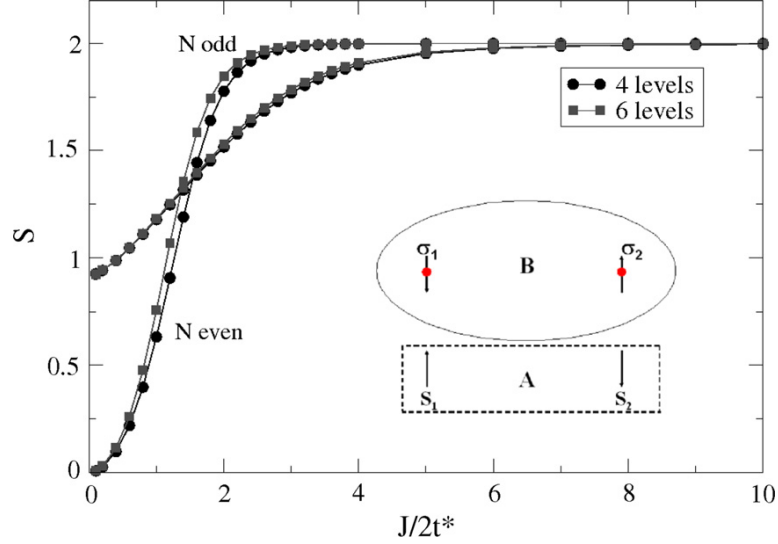 2
N odd
4 levels
6 levels
1.5
S
σ1
B
σ2
1
N even
0.5
S1
A
S2
0
0
2
4
6
8
10
J/2t*